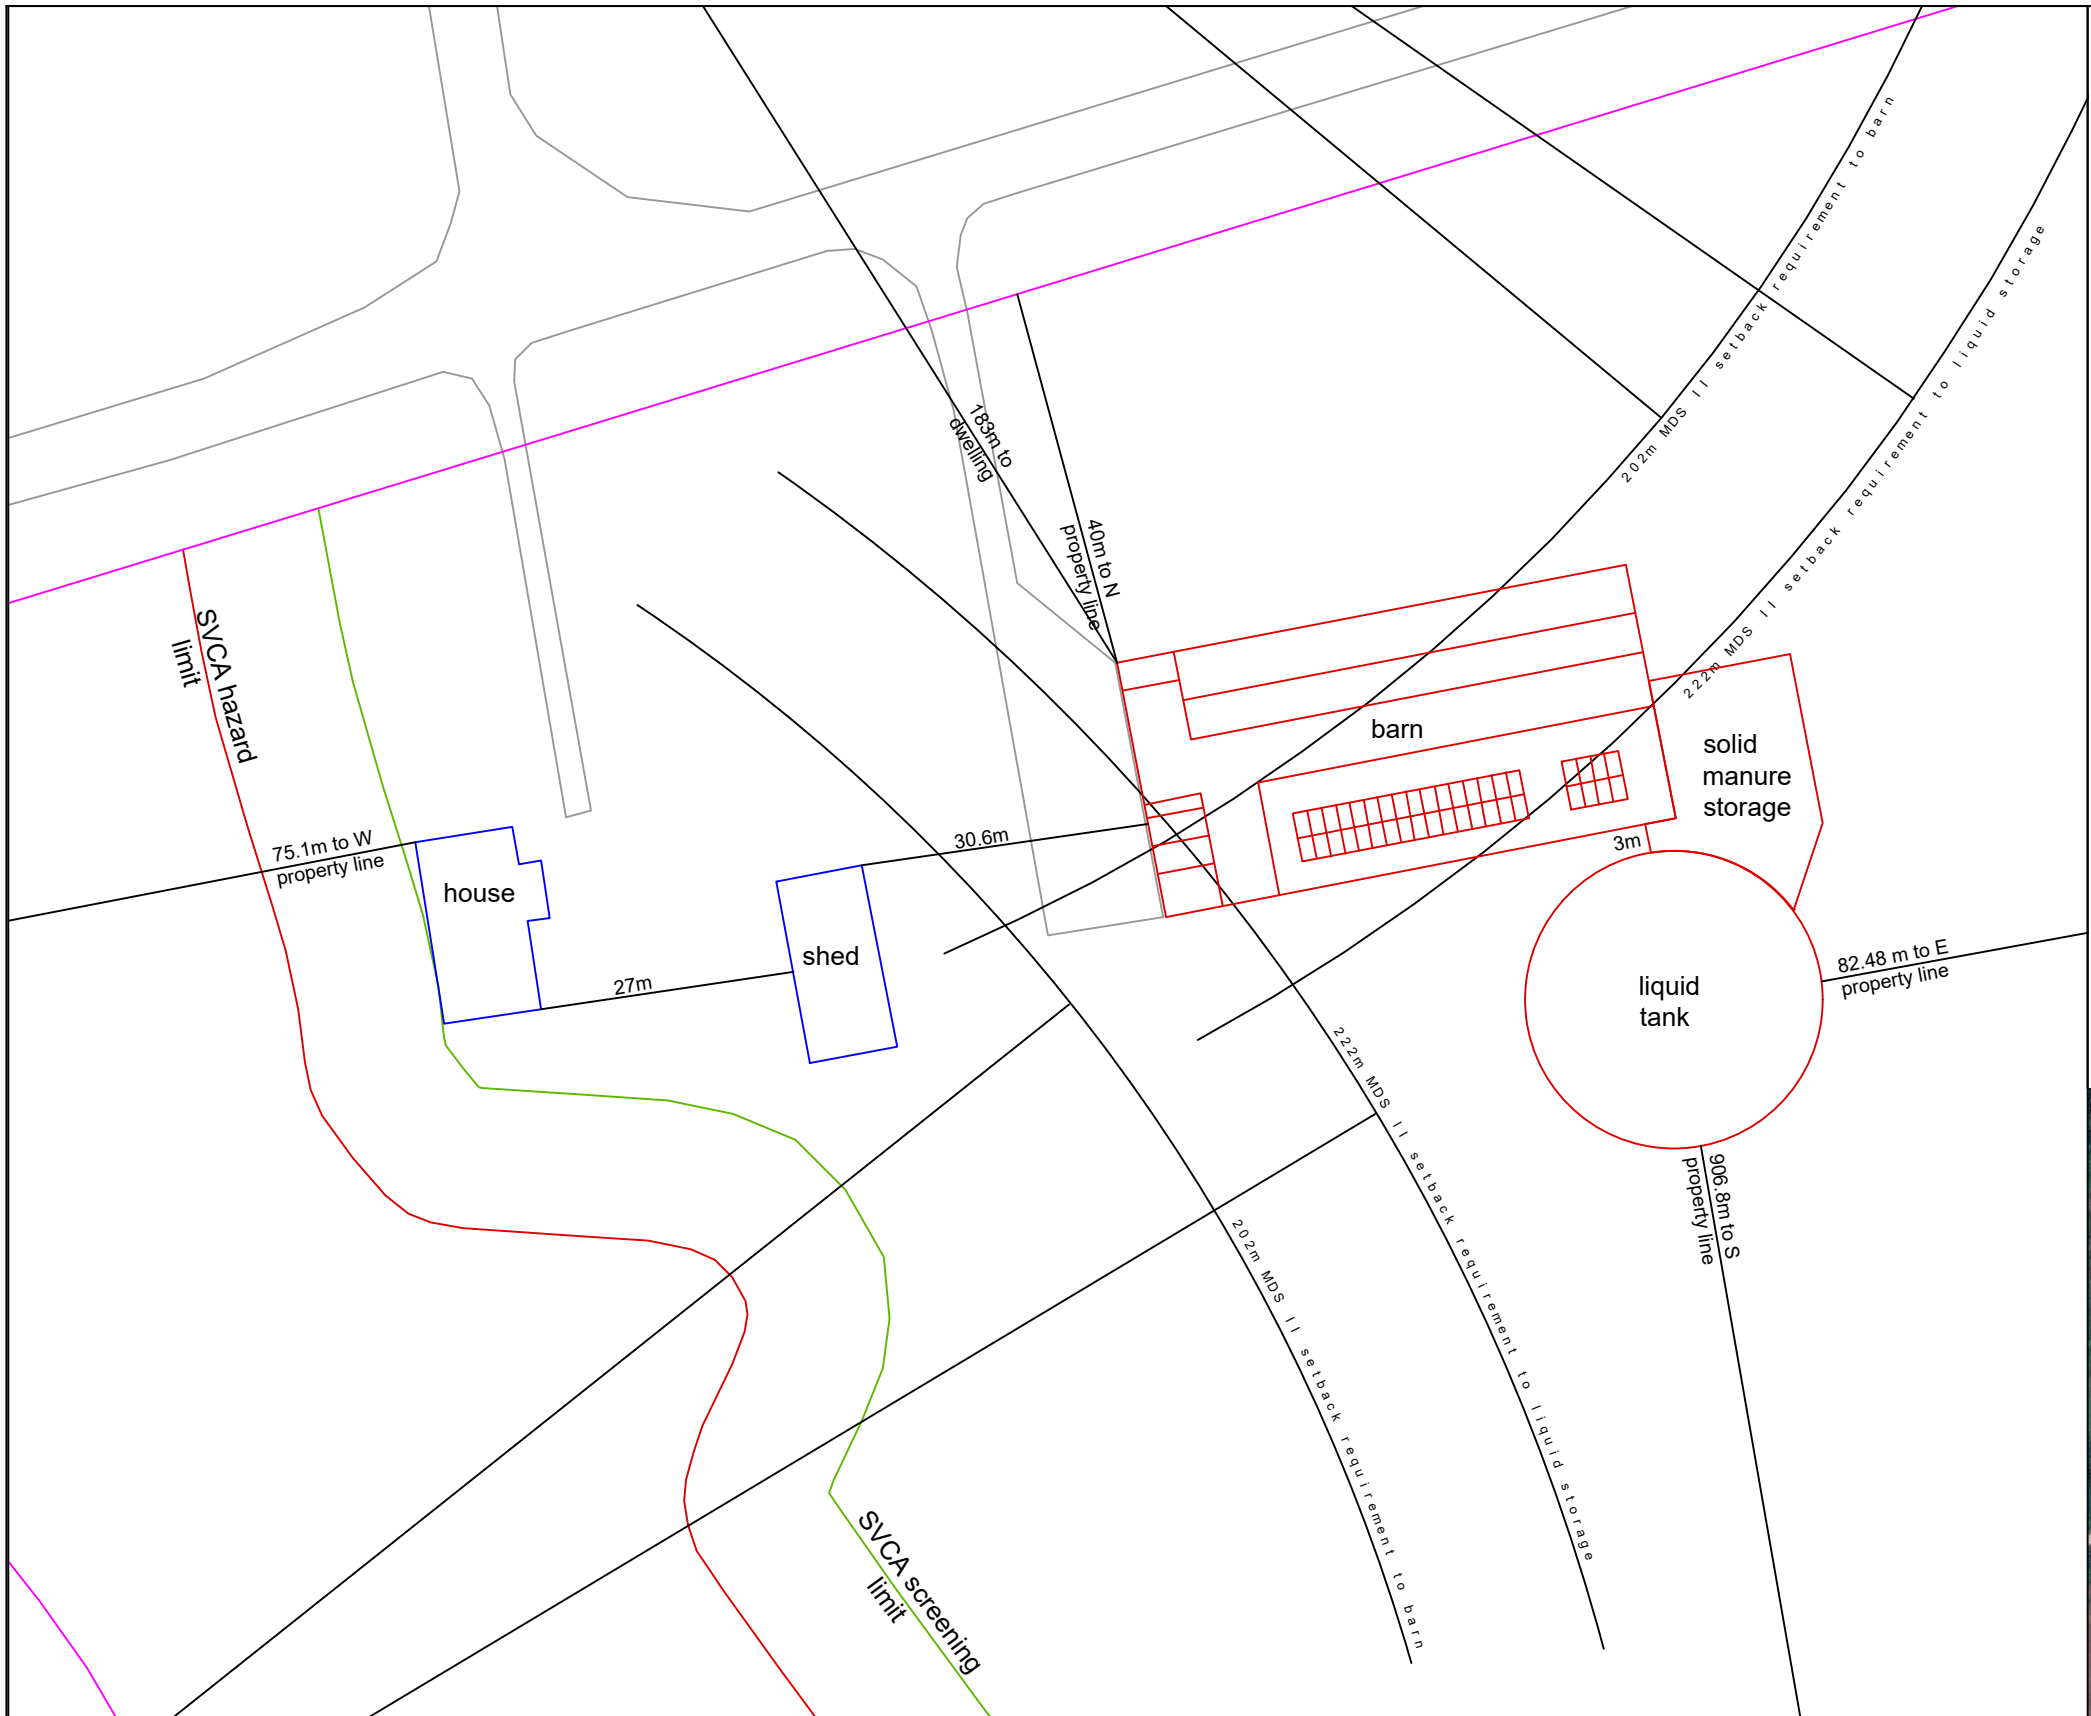 202m MDS II setback requirement to barn
222m MDS II setback requirement to liquid storage
183m to
dwelling
40m to N
property line
SVCA hazard
limit
barn
solid
manure
storage
75.1m to W
property line
30.6m
3m
house
shed
27m
liquid
tank
82.48 m to E
property line
222m MDS II setback requirement to liquid storage
906.8m to S
property line
202m MDS II setback requirement to barn
SVCA screening
limit